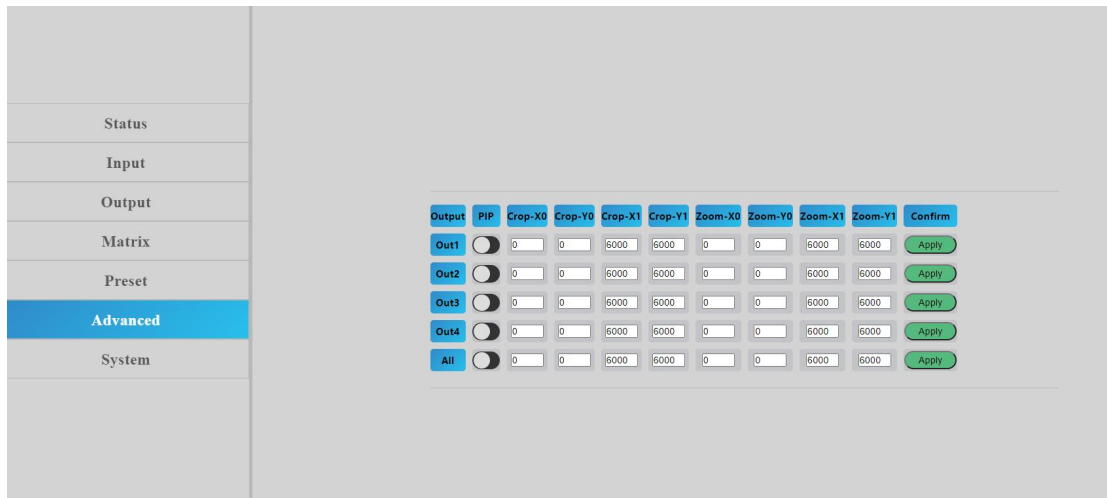 Status
Input
Output
Matrix
Preset
Advanced
System
Output PIP Crop-X0 Crop-Y0 Crop-X1 Crop-Y1 Zoom-X0 Zoom-Y0 Zoom-X1 Zoom-Y1 Confirm
Out1 0 0 6000 6000 0 0 6000 6000 Apply
Out2 0 0 6000 6000 0 0 6000 6000 Apply
Out3 0 0 6000 6000 0 0 6000 6000 Apply
Out4 0 0 6000 6000 0 0 6000 6000 Apply
All 0 0 6000 6000 0 0 6000 6000 Apply